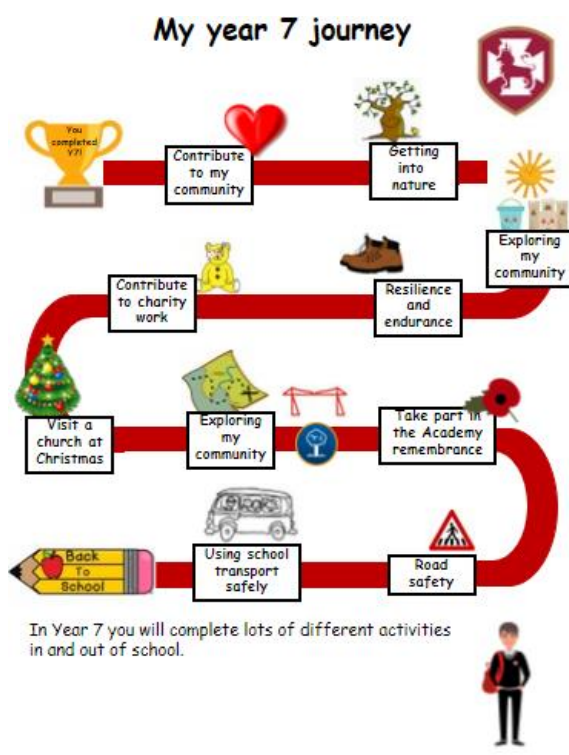 My year 7 journey
You
completed
Y7!
Contribute
to my
community
Getting
into
nature
Exploring
my
community
Contribute
to charity
work
Resilience
and
endurance
Visit a
church at
Christmas
Exploring
my
community
Take part in
the Academy
remembrance
Back
To
School
Using school
transport
safely
Road
safety
In Year 7 you will complete lots of different activities
in and out of school.